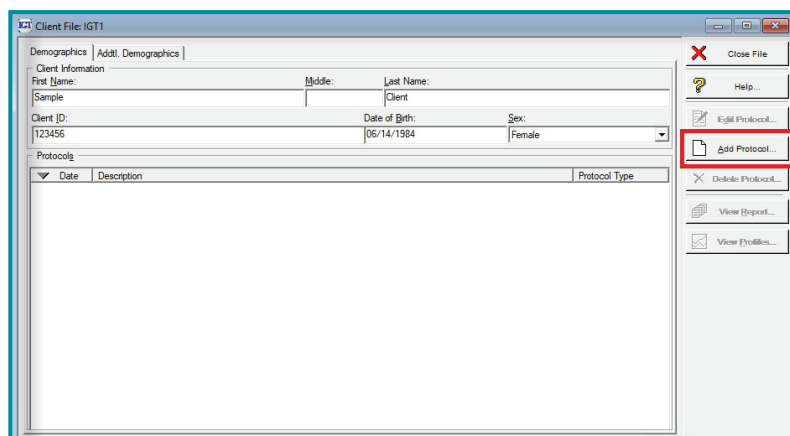 IGT Client File: IGT1
Demographics Addtl. Demographics
Client Information
First Name: Middle: Last Name:
Sample Client
Client ID: Date of Birth: Sex:
123456 06/14/1984 Female
Protocols
Date Description Protocol Type
Close File
Help...
Edit Protocol...
Add Protocol...
Delete Protocol...
View Report...
View Profiles...